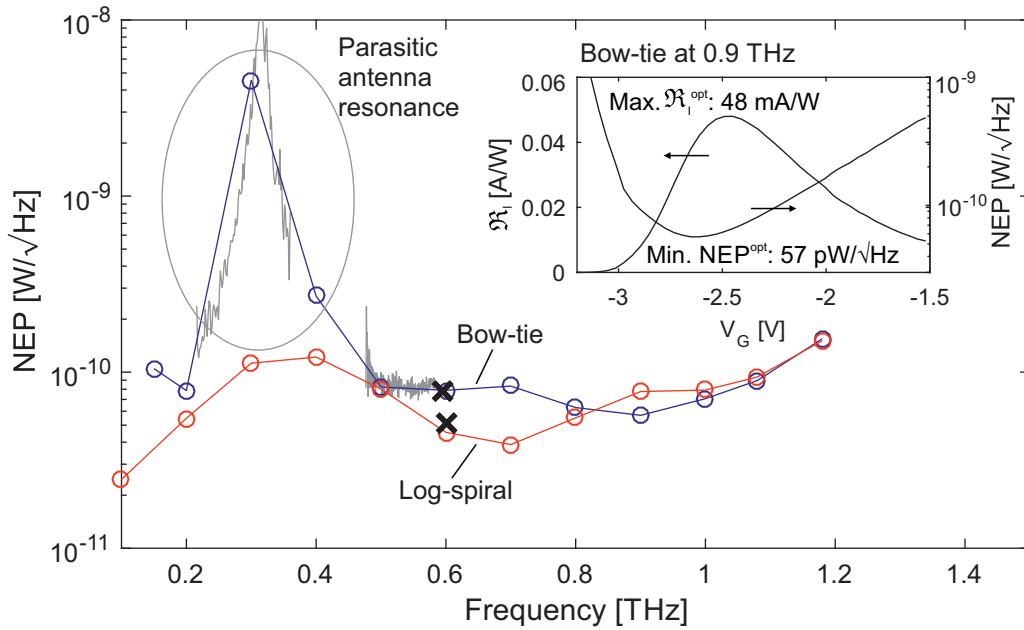 10⁻⁸
10⁻⁹
10⁻¹⁰
10⁻¹¹
NEP [W/√Hz]
0.2
0.4
0.6
0.8
1
1.2
1.4
Frequency [THz]
Parasitic
antenna
resonance
Bow-tie
Log-spiral
Bow-tie at 0.9 THz
0.06
0.04
0.02
0
ℜ_I [A/W]
Max. ℜ_I^opt: 48 mA/W
Min. NEP^opt: 57 pW/√Hz
10⁻⁹
10⁻¹⁰
NEP [W/√Hz]
-3
-2.5
-2
-1.5
V_G [V]